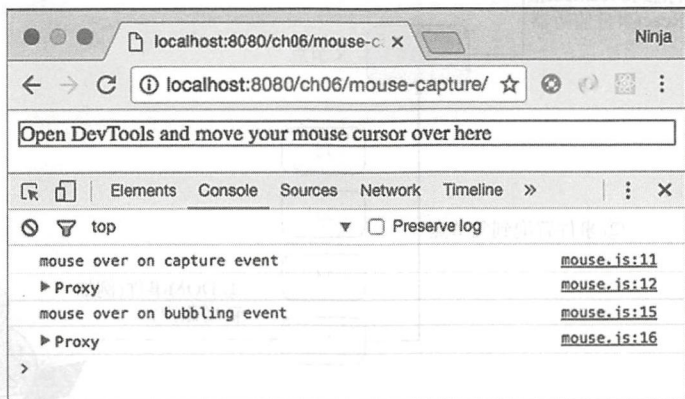 localhost:8080/ch06/mouse-c
Ninja
localhost:8080/ch06/mouse-capture/
Open DevTools and move your mouse cursor over here
Elements Console Sources Network Timeline »
top Preserve log
mouse over on capture event mouse.js:11
Proxy mouse.js:12
mouse over on bubbling event mouse.js:15
Proxy mouse.js:16
>